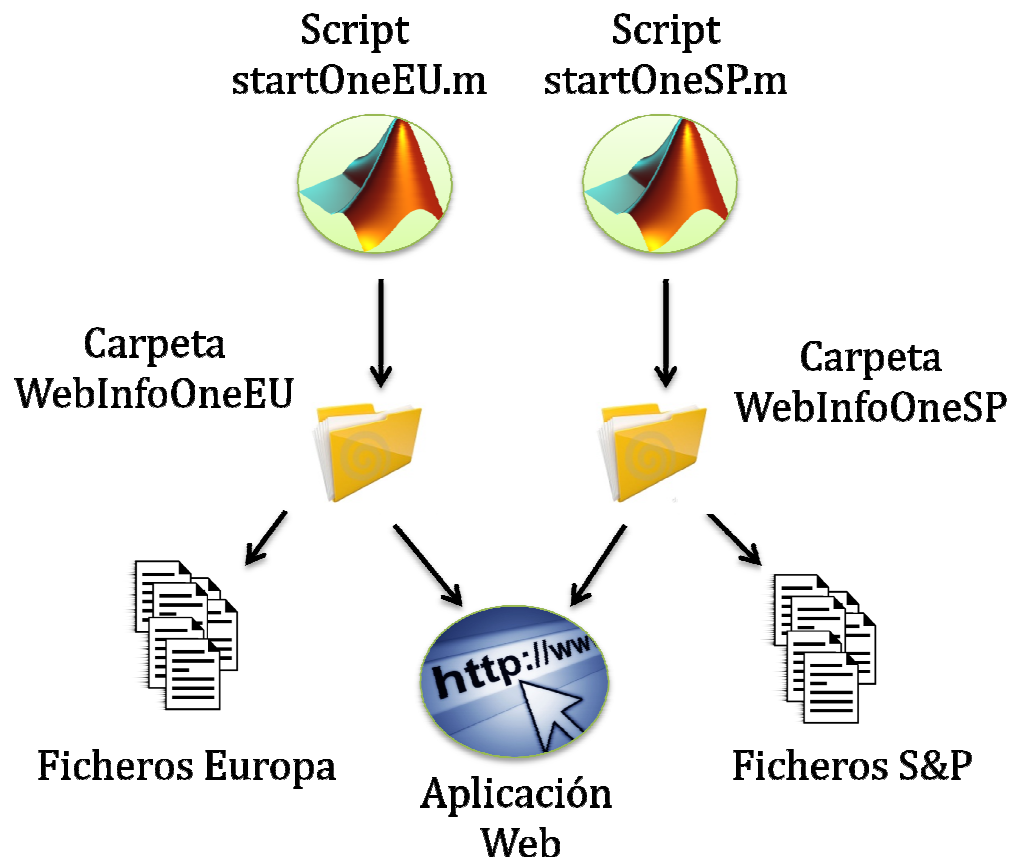 Script
startOneEU.m
Script
startOneSP.m
Carpeta
WebInfoOneEU
Carpeta
WebInfoOneSP
http://ww
Ficheros Europa
Ficheros S&P
Aplicación
Web